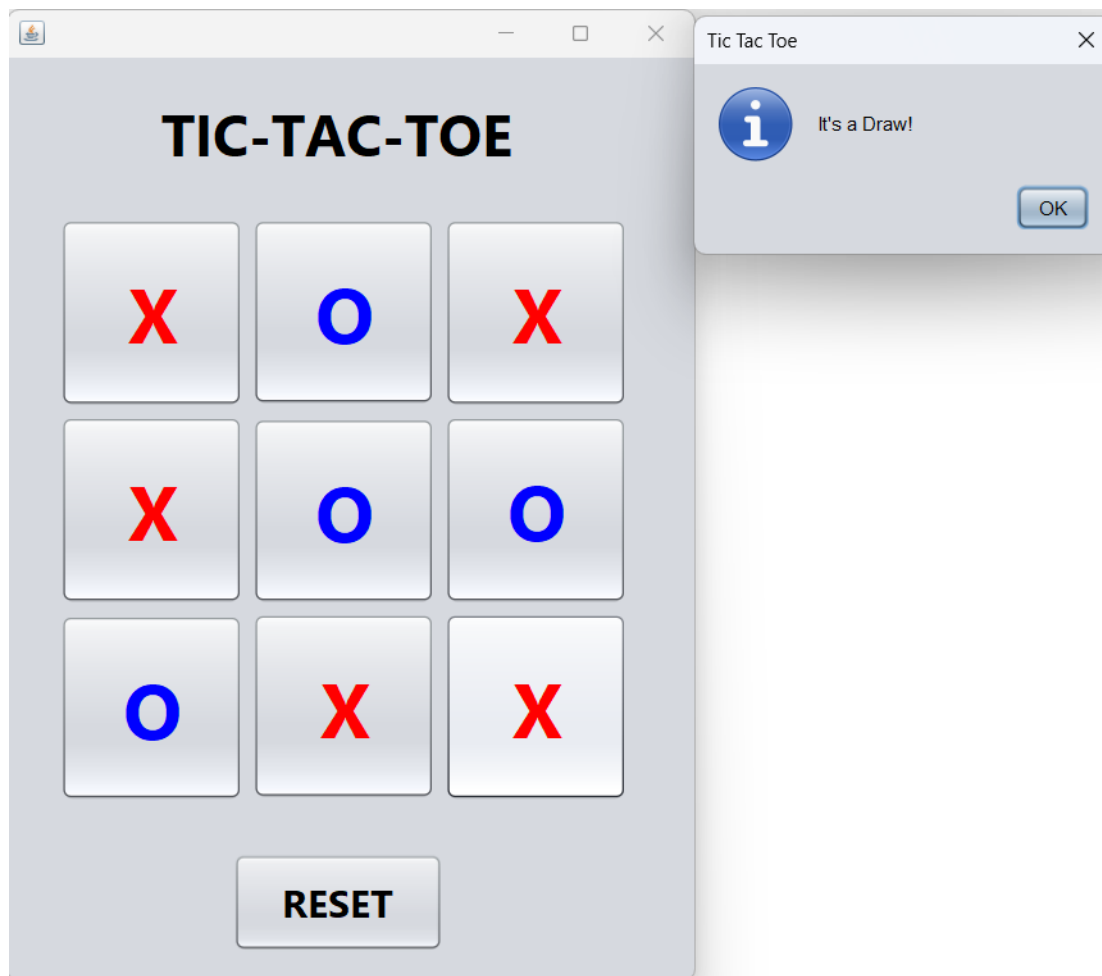 TIC-TAC-TOE
X O X
X O O
O X X
RESET
Tic Tac Toe
It's a Draw!
OK